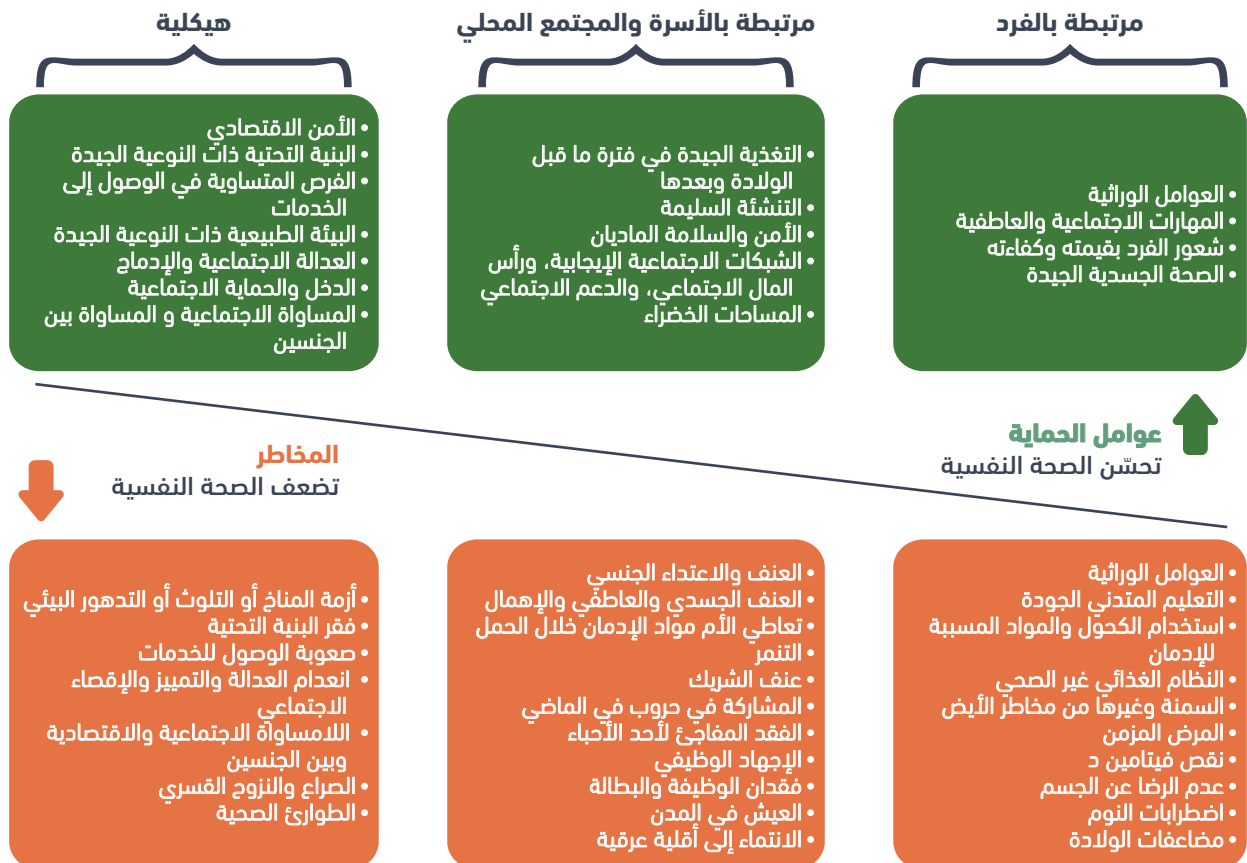 مرتبطة بالفرد
مرتبطة بالأسرة والمجتمع المحلي
هيكلية
• العوامل الوراثية
• المهارات الاجتماعية والعاطفية
• شعور الفرد بقيمته وكفاءته
• الصحة الجسدية الجيدة
• التغذية الجيدة في فترة ما قبل
الولادة وبعدها
• التنشئة السليمة
• الأمن والسلامة الماديان
• الشبكات الاجتماعية الإيجابية، ورأس
المال الاجتماعي، والدعم الاجتماعي
• المساحات الخضراء
• الأمن الاقتصادي
• البنية التحتية ذات النوعية الجيدة
• الفرص المتساوية في الوصول إلى
الخدمات
• البيئة الطبيعية ذات النوعية الجيدة
• العدالة الاجتماعية والإدماج
• الدخل والحماية الاجتماعية
• المساواة الاجتماعية و المساواة بين
الجنسين
عوامل الحماية
تحسّن الصحة النفسية
المخاطر
تضعف الصحة النفسية
• العوامل الوراثية
• التعليم المتدني الجودة
• استخدام الكحول والمواد المسببة
للإدمان
• النظام الغذائي غير الصحي
• السمنة وغيرها من مخاطر الأيض
• المرض المزمن
• نقص فيتامين د
• عدم الرضا عن الجسم
• اضطرابات النوم
• مضاعفات الولادة
• العنف والاعتداء الجنسي
• العنف الجسدي والعاطفي والإهمال
• تعاطي الأم مواد الإدمان خلال الحمل
• التنمر
• عنف الشريك
• المشاركة في حروب في الماضي
• الفقد المفاجئ لأحد الأحباء
• الإجهاد الوظيفي
• فقدان الوظيفة والبطالة
• العيش في المدن
• الانتماء إلى أقلية عرقية
• أزمة المناخ أو التلوث أو التدهور البيئي
• فقر البنية التحتية
• صعوبة الوصول للخدمات
• انعدام العدالة والتمييز والإقصاء
الاجتماعي
• اللامساواة الاجتماعية والاقتصادية
وبين الجنسين
• الصراع والنزوح القسري
• الطوارئ الصحية